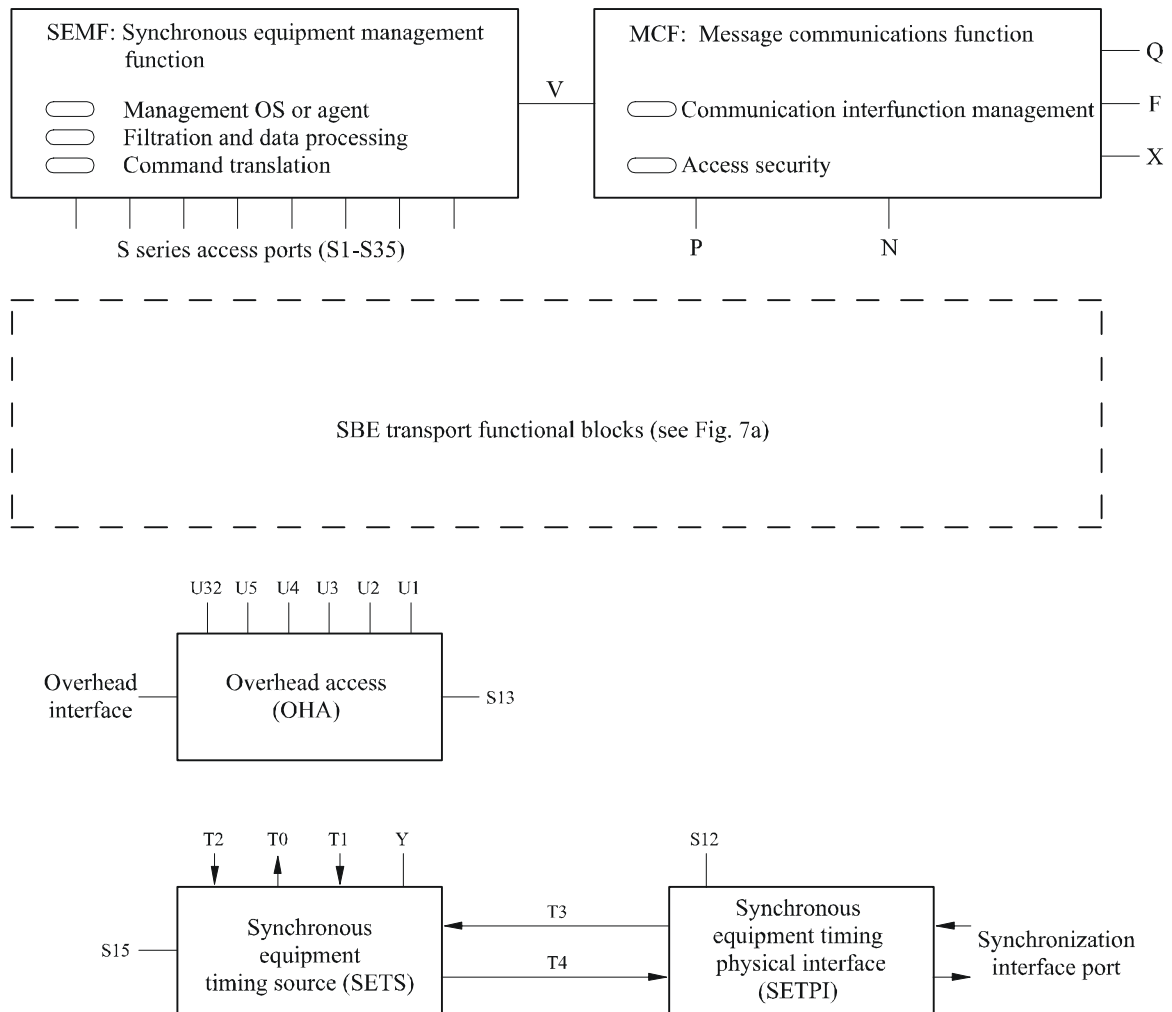 SEMF: Synchronous equipment management
function
Management OS or agent
Filtration and data processing
Command translation
S series access ports (S1-S35)
V
MCF: Message communications function
Communication interfunction management
Access security
Q
F
X
P
N
SBE transport functional blocks (see Fig. 7a)
U32 U5 U4 U3 U2 U1
Overhead
interface
Overhead access
(OHA)
S13
T2 T0 T1 Y
S15
Synchronous
equipment
timing source (SETS)
T3
T4
S12
Synchronous
equipment timing
physical interface
(SETPI)
Synchronization
interface port